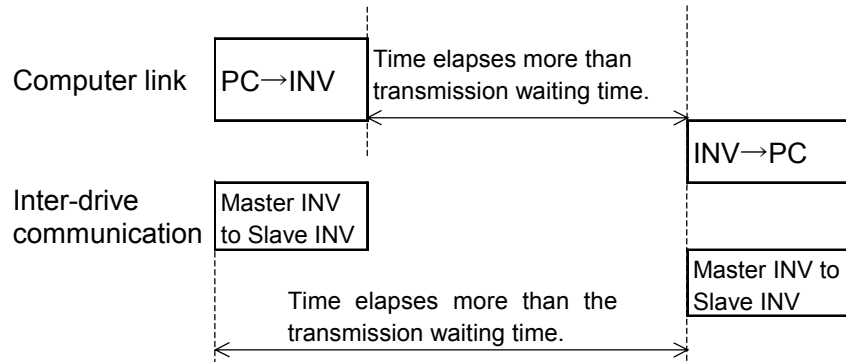 Computer link
PC→INV
Time elapses more than
transmission waiting time.
INV→PC
Inter-drive
communication
Master INV
to Slave INV
Master INV to
Slave INV
Time elapses more than the
transmission waiting time.